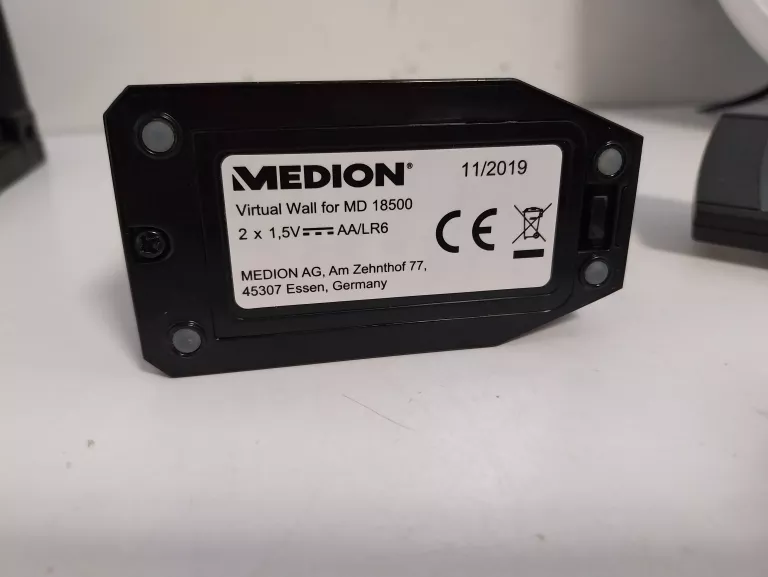 MEDION® 11/2019
Virtual Wall for MD 18500
2 x 1,5V AA/LR6
CE
MEDION AG, Am Zehnthof 77,
45307 Essen, Germany